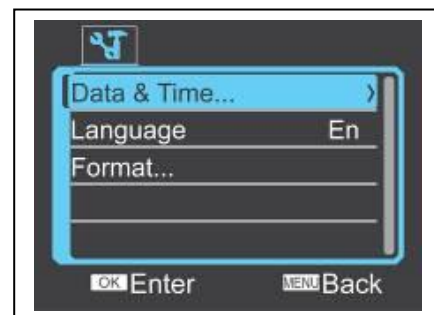 Data & Time...
Language En
Format...
OK Enter MENU Back